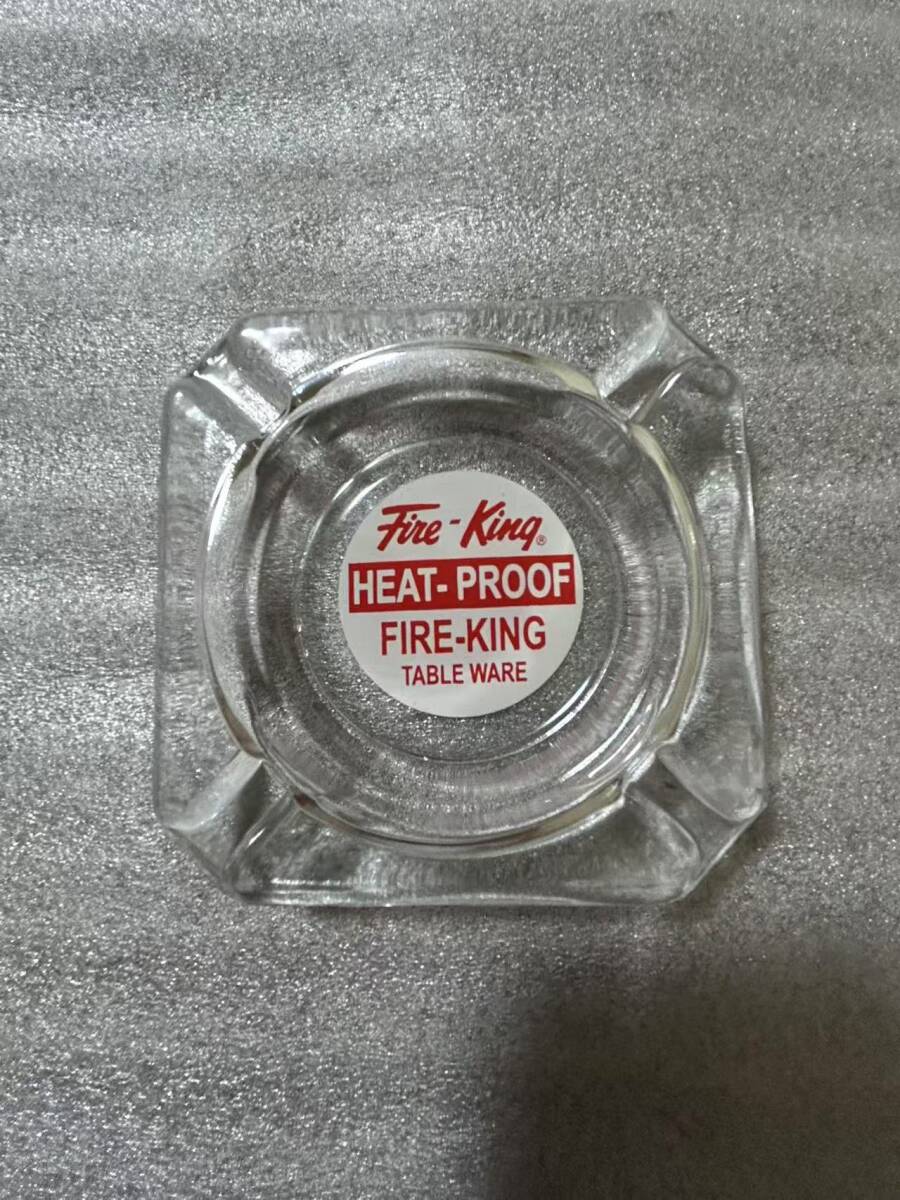 Fire-King®
HEAT-PROOF
FIRE-KING
TABLE WARE